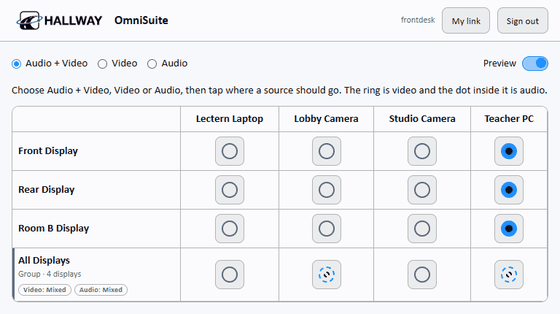 HALLWAY OmniSuite frontdesk My link Sign out
Audio + Video Video Audio Preview
Choose Audio + Video, Video or Audio, then tap where a source should go. The ring is video and the dot inside it is audio.
Lectern Laptop Lobby Camera Studio Camera Teacher PC
Front Display
Rear Display
Room B Display
All Displays
Group · 4 displays
Video: Mixed Audio: Mixed